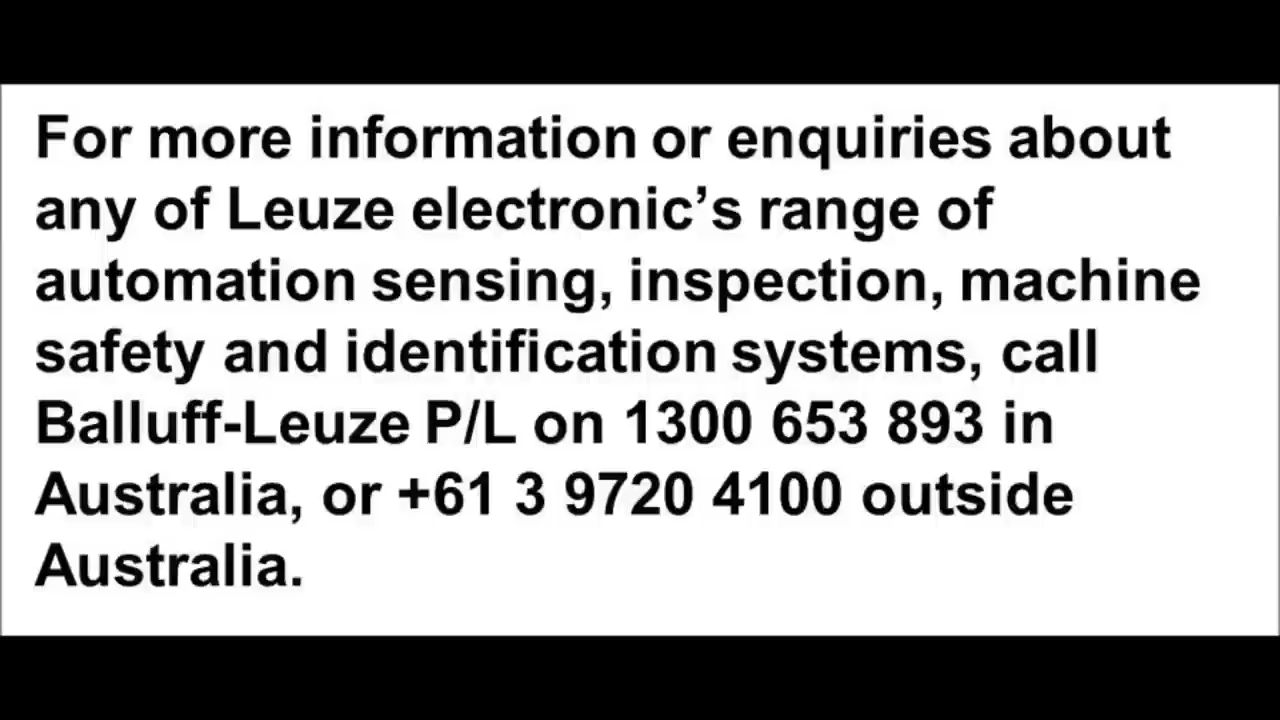 For more information or enquiries about
any of Leuze electronic’s range of
automation sensing, inspection, machine
safety and identification systems, call
Balluff-Leuze P/L on 1300 653 893 in
Australia, or +61 3 9720 4100 outside
Australia.